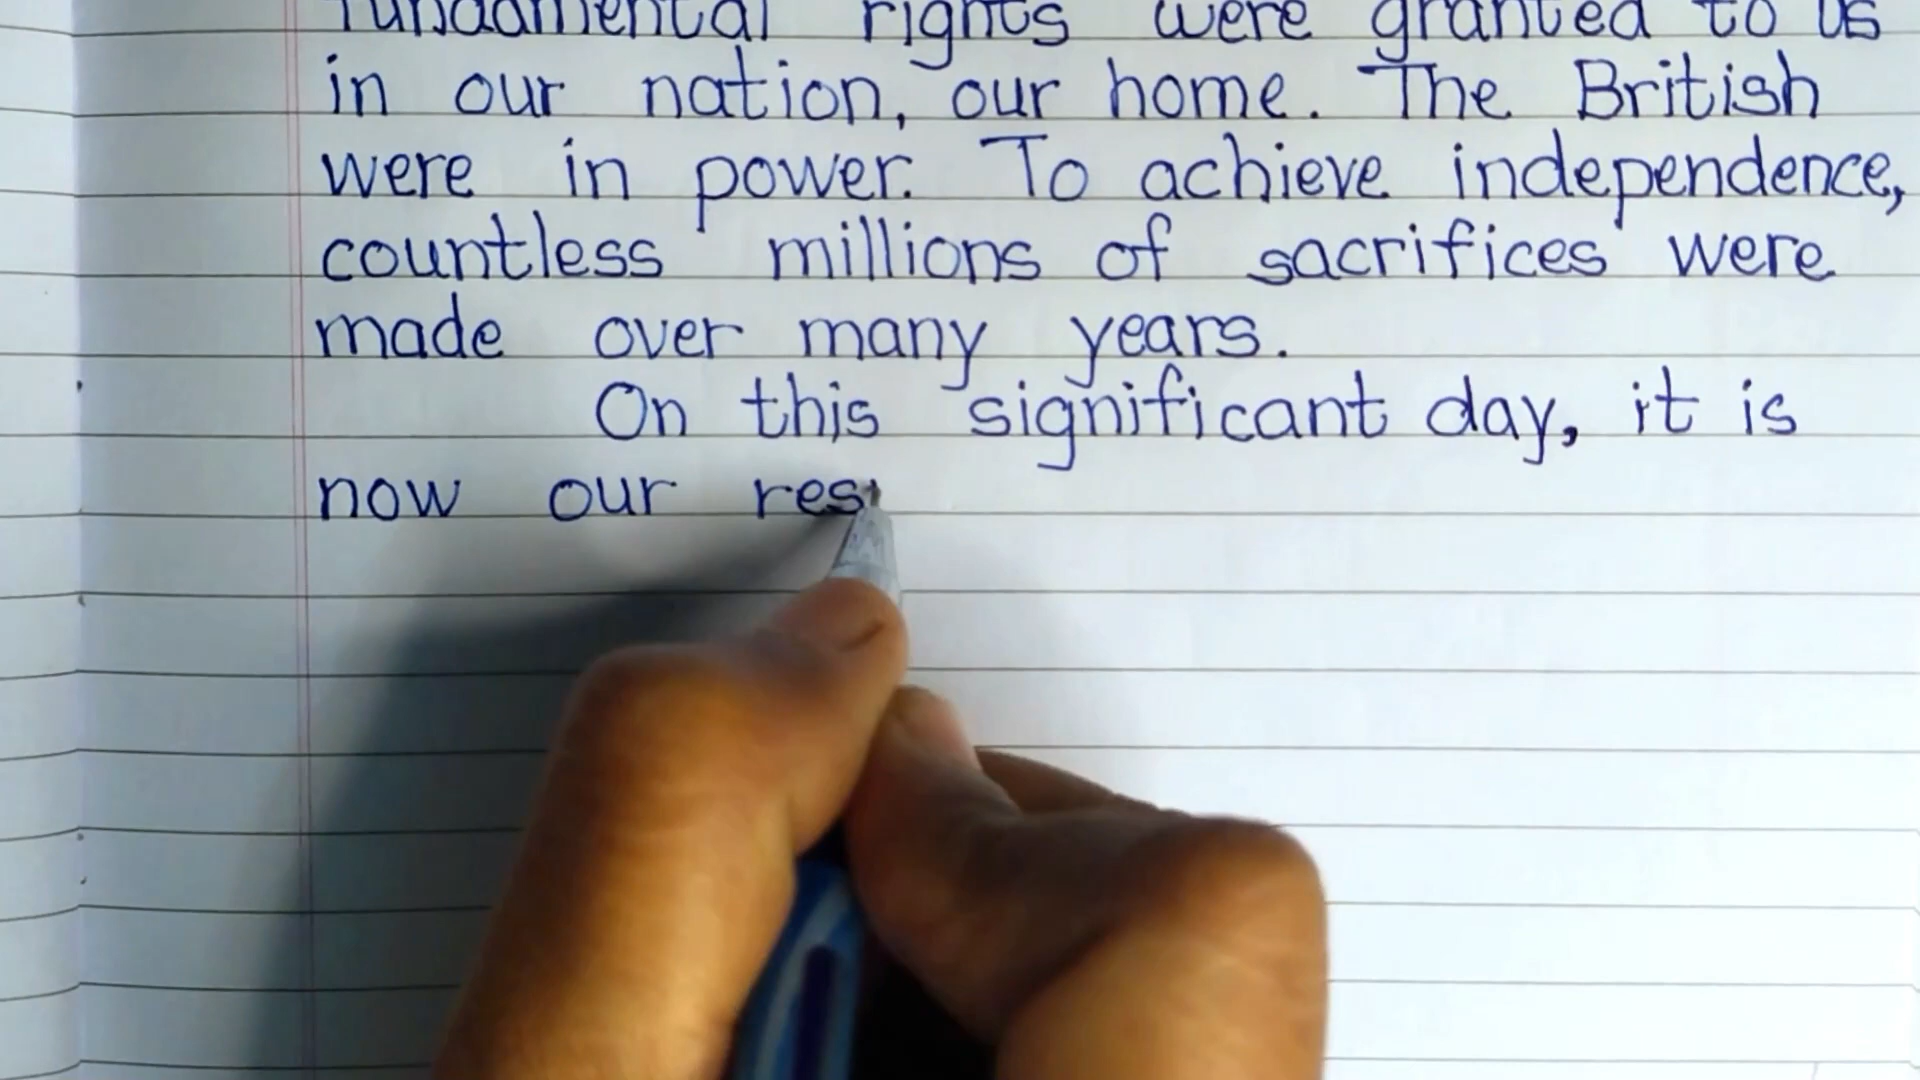 fundamental rights were granted to us
in our nation, our home. The British
were in power. To achieve independence,
countless millions of sacrifices were
made over many years.
On this significant day, it is
now our res